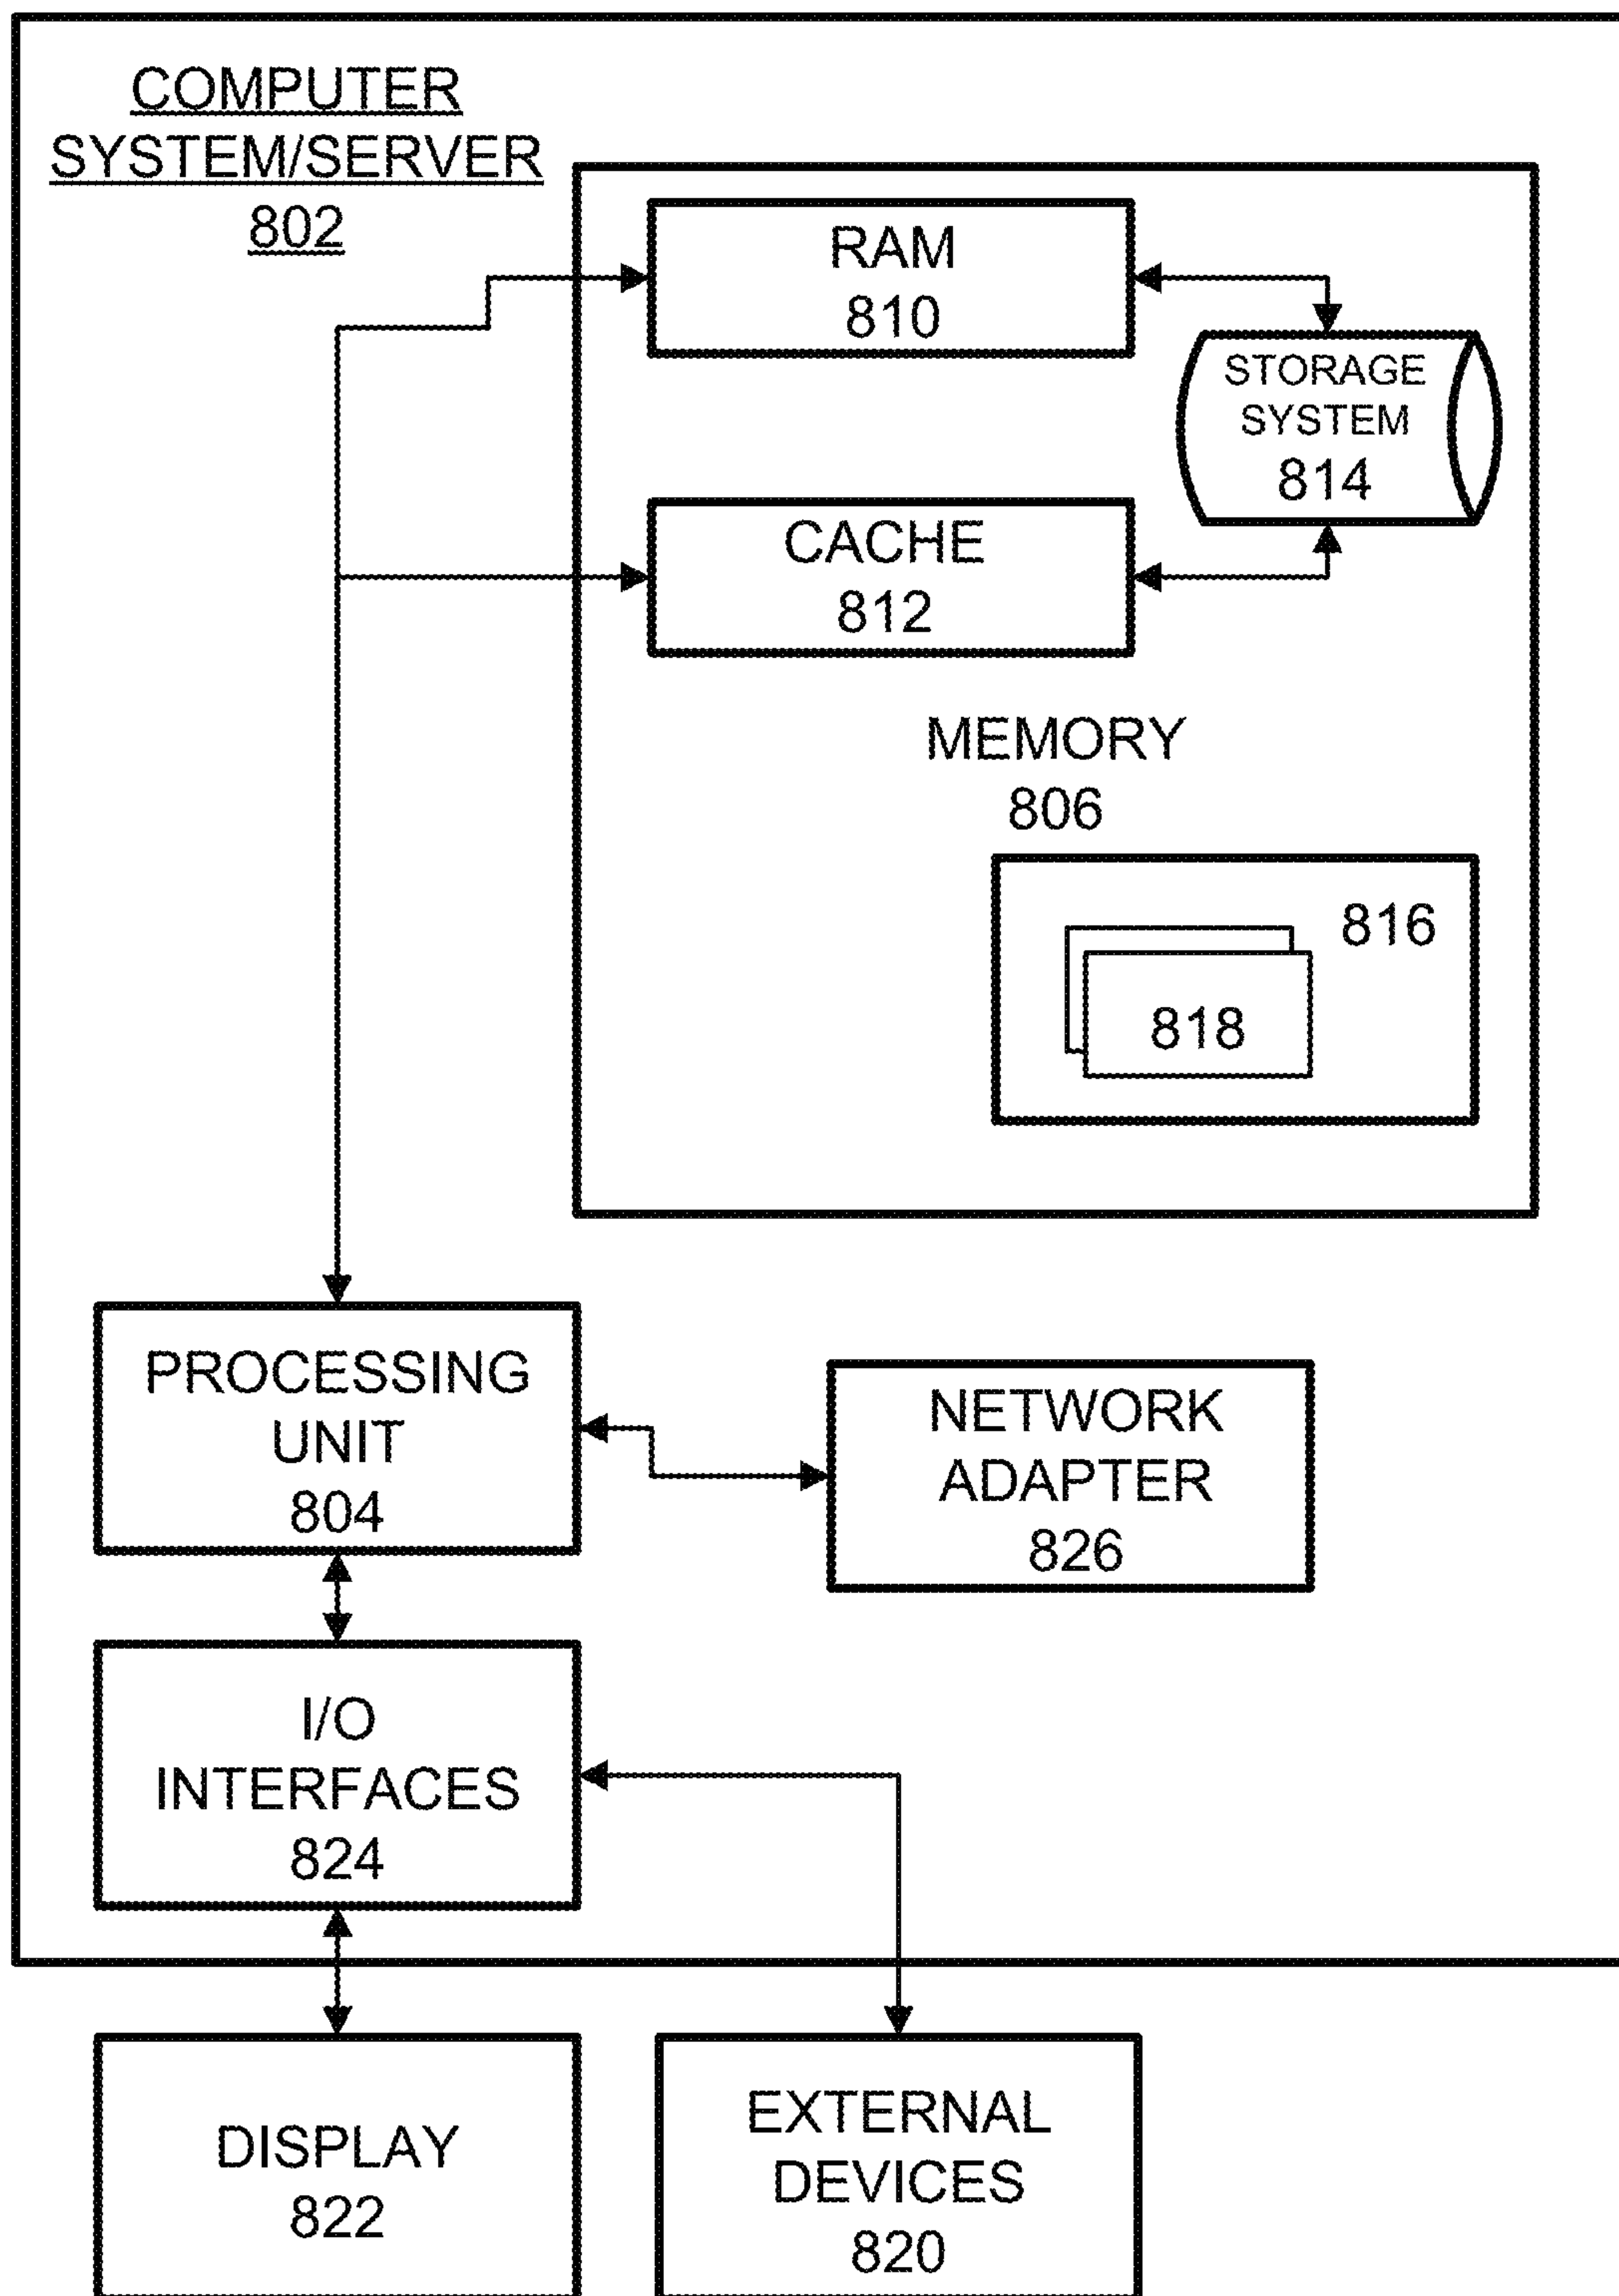 COMPUTER
SYSTEM/SERVER
802
RAM
810
STORAGE
SYSTEM
814
CACHE
812
MEMORY
806
816
818
PROCESSING
UNIT
804
NETWORK
ADAPTER
826
I/O
INTERFACES
824
DISPLAY
822
EXTERNAL
DEVICES
820